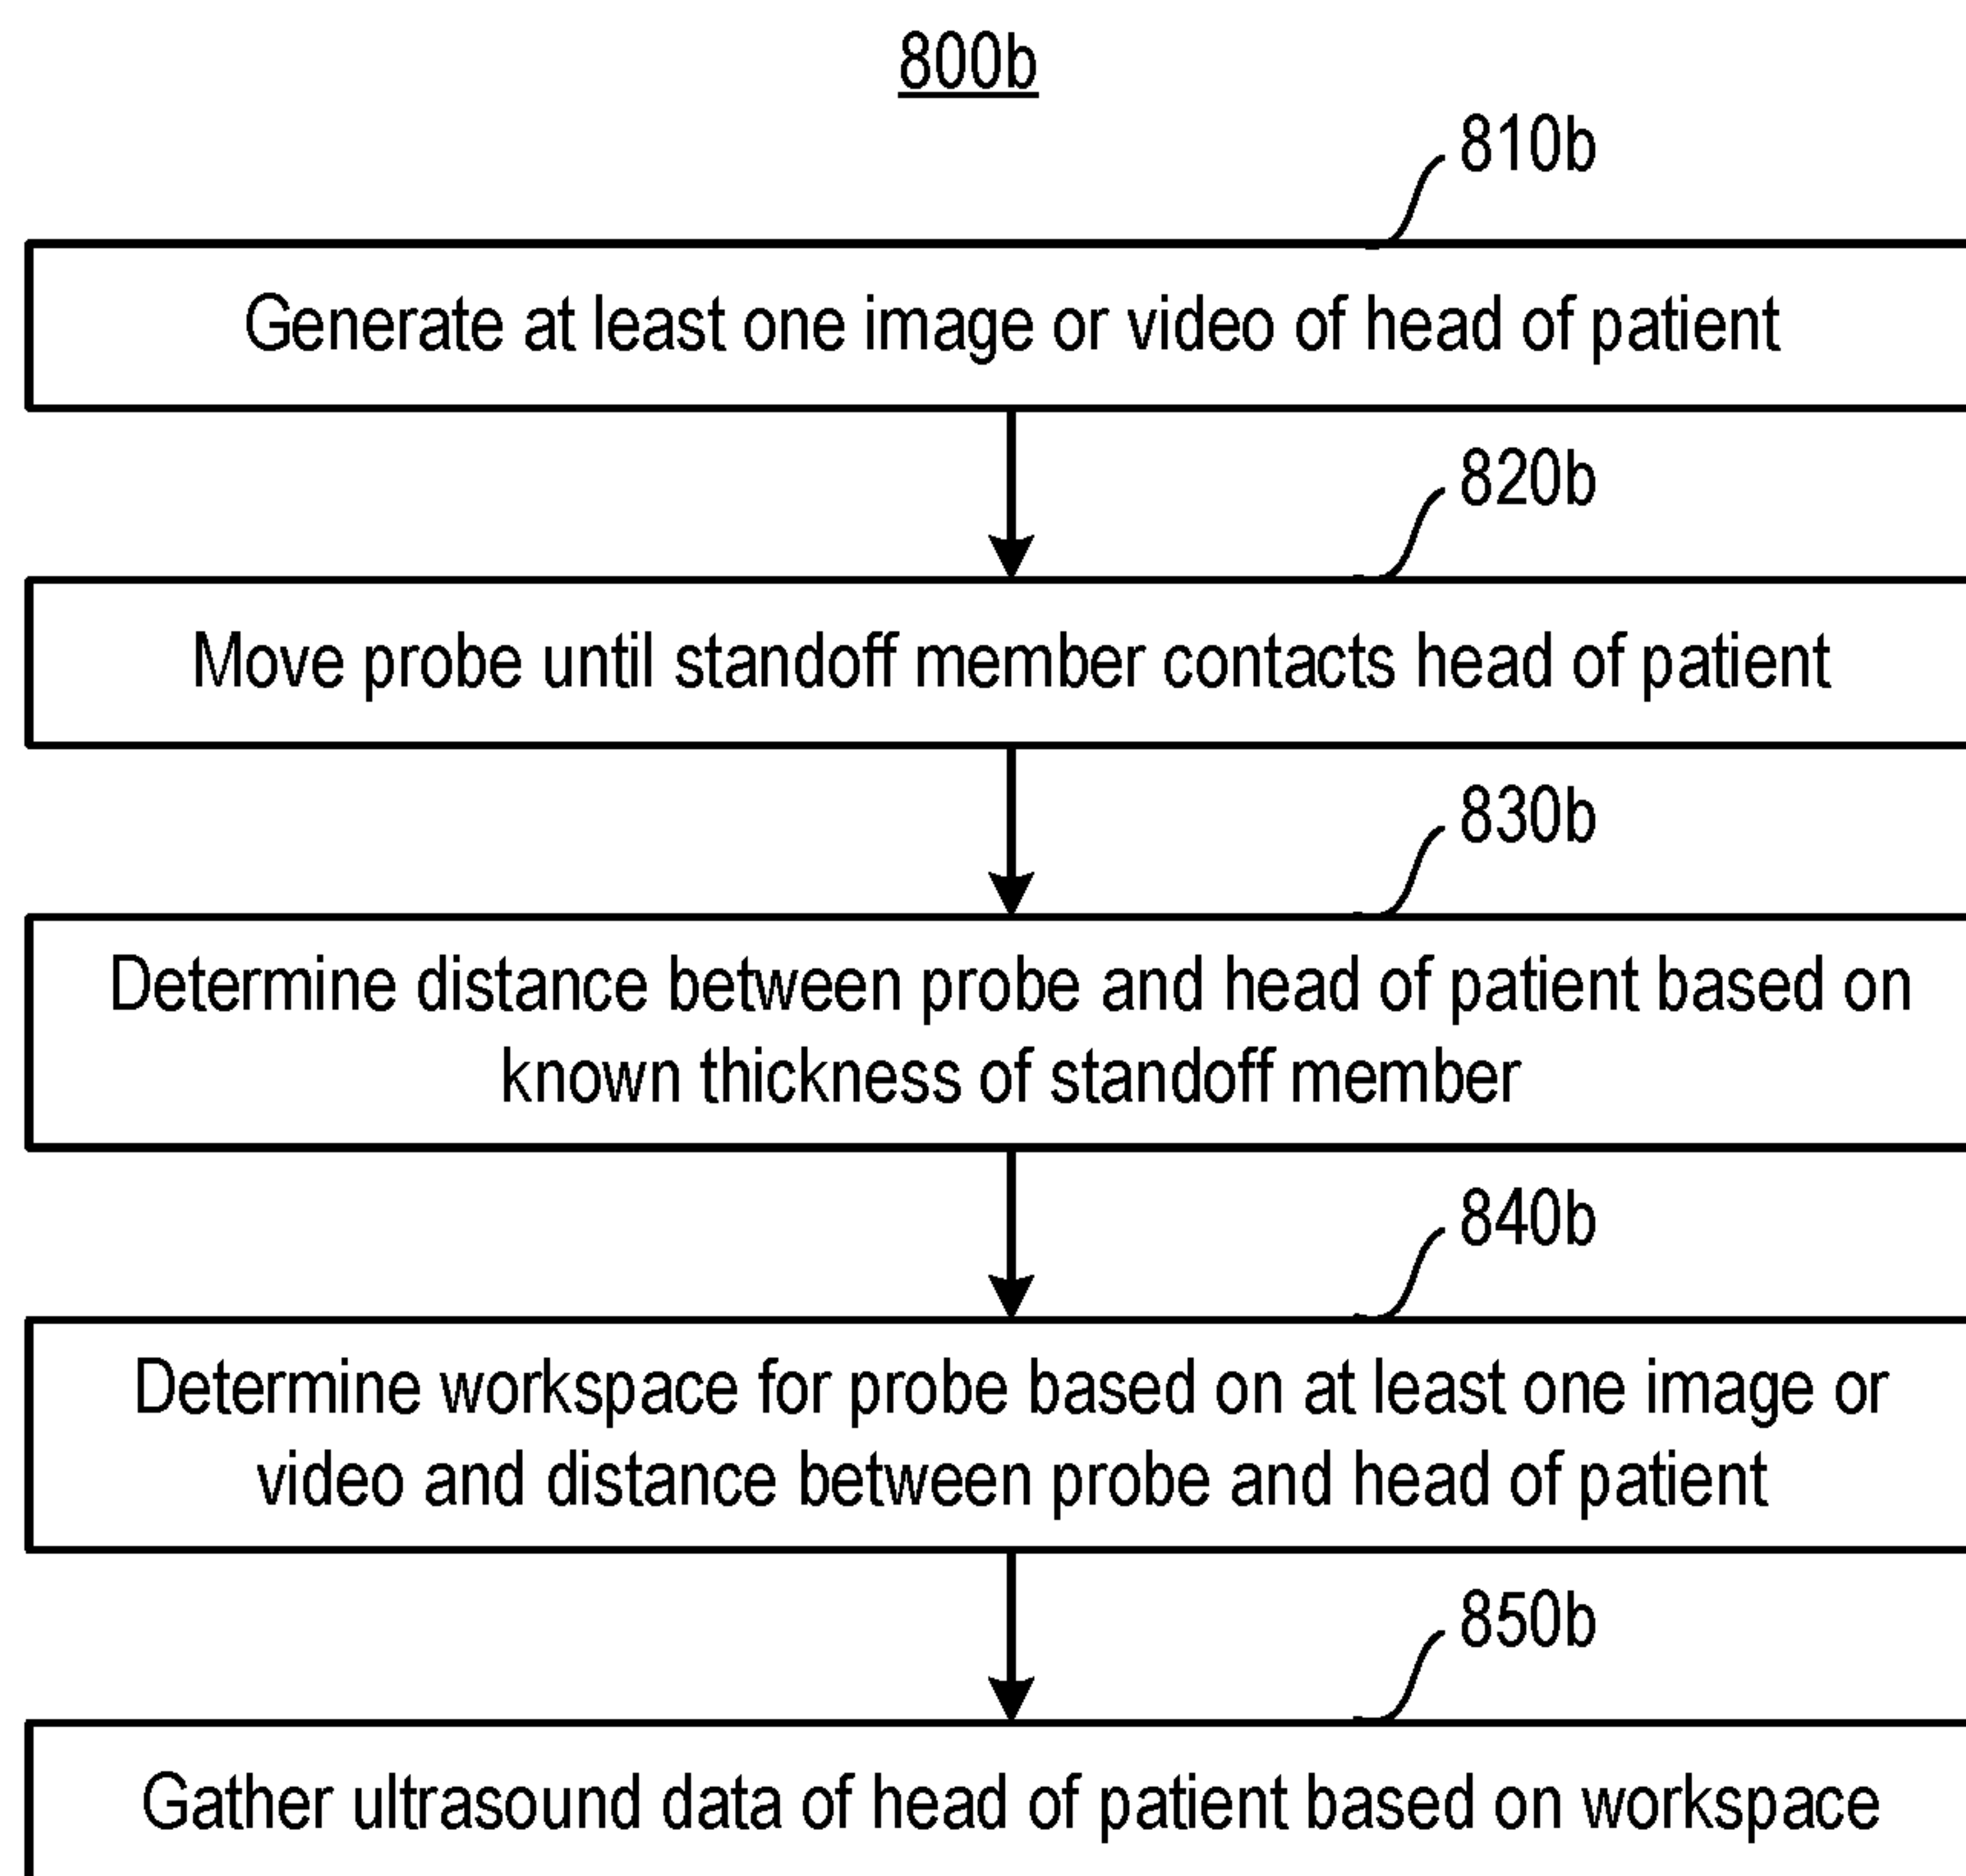 800b
810b
Generate at least one image or video of head of patient
820b
Move probe until standoff member contacts head of patient
830b
Determine distance between probe and head of patient based on
known thickness of standoff member
840b
Determine workspace for probe based on at least one image or
video and distance between probe and head of patient
850b
Gather ultrasound data of head of patient based on workspace